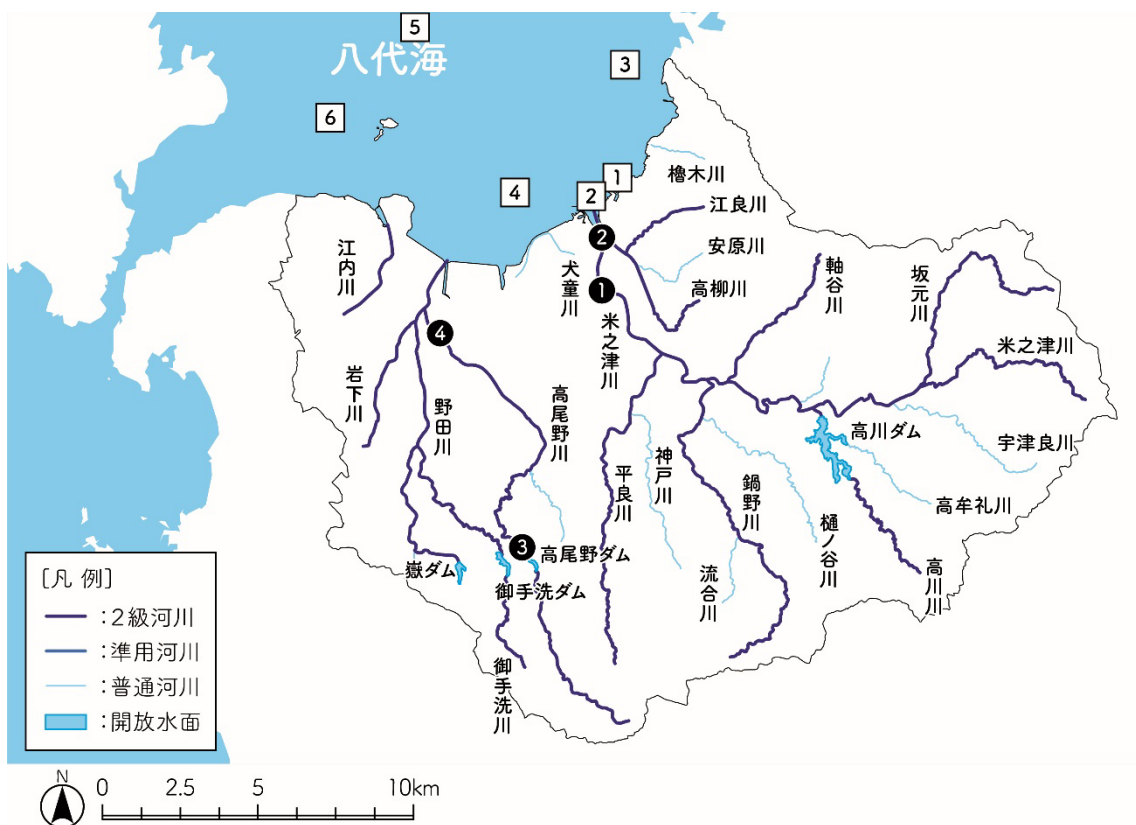 5
八代海
3
6
4
2
1
櫓木川
江良川
2
安原川
江内川
犬童川
1
高柳川
軸谷川
坂元川
4
米之津川
米之津川
岩下川
野田川
高尾野川
高川ダム
宇津良川
平良川
神戸川
鍋野川
高牟礼川
樋ノ谷川
3
高尾野ダム
嶽ダム
御手洗ダム
流合川
高川川
御手洗川
[凡 例]
:2級河川
:準用河川
:普通河川
:開放水面
N
0 2.5 5 10km